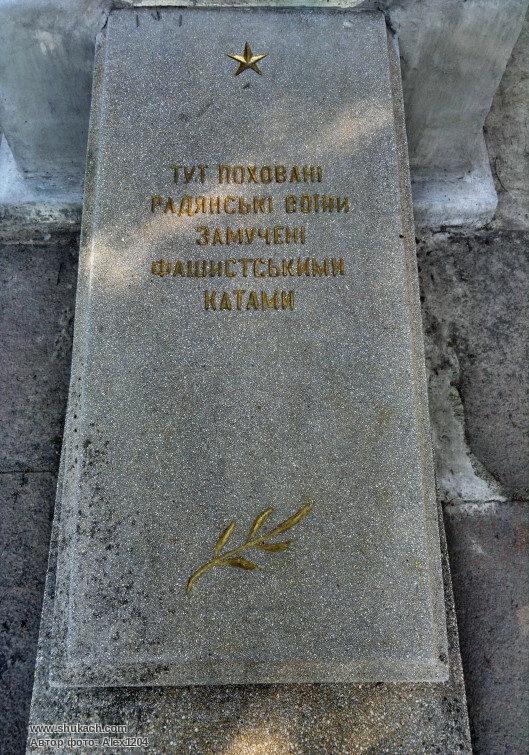 ТУТ ПОХОВАНІ
РАДЯНСЬКІ ВОЇНИ
ЗАМУЧЕНІ
ФАШИСТСЬКИМИ
КАТАМИ
www.shukach.com
Автор фото: Alex1204